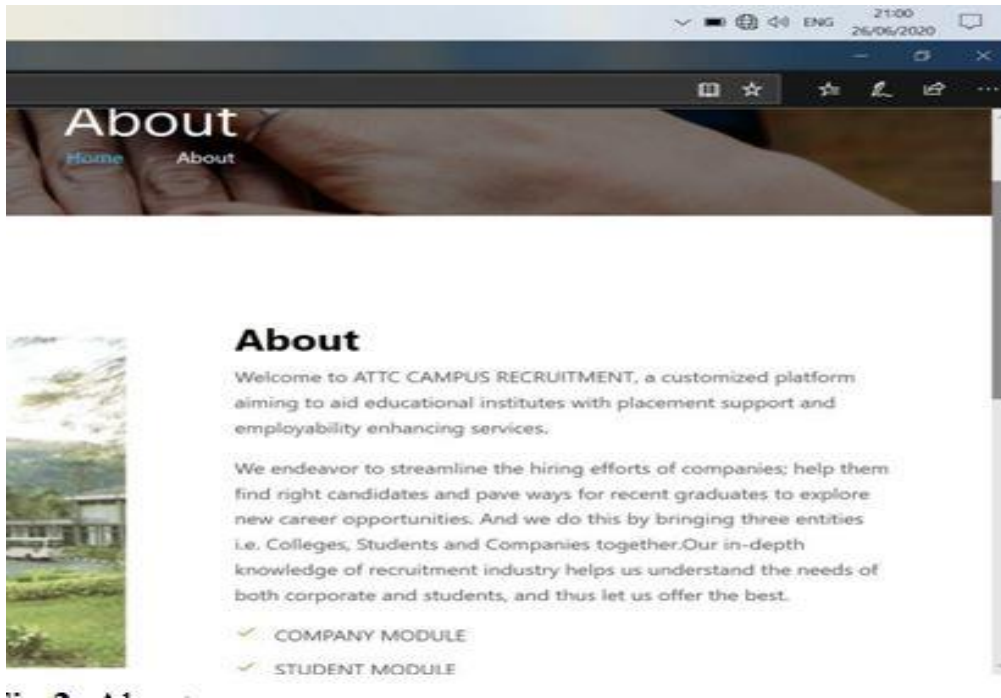 21:00
ENG
26/06/2020
About
Home About
About
Welcome to ATTC CAMPUS RECRUITMENT, a customized platform
aiming to aid educational institutes with placement support and
employability enhancing services.
We endeavor to streamline the hiring efforts of companies; help them
find right candidates and pave ways for recent graduates to explore
new career opportunities. And we do this by bringing three entities
i.e. Colleges, Students and Companies together.Our in-depth
knowledge of recruitment industry helps us understand the needs of
both corporate and students, and thus let us offer the best.
COMPANY MODULE
STUDENT MODULE